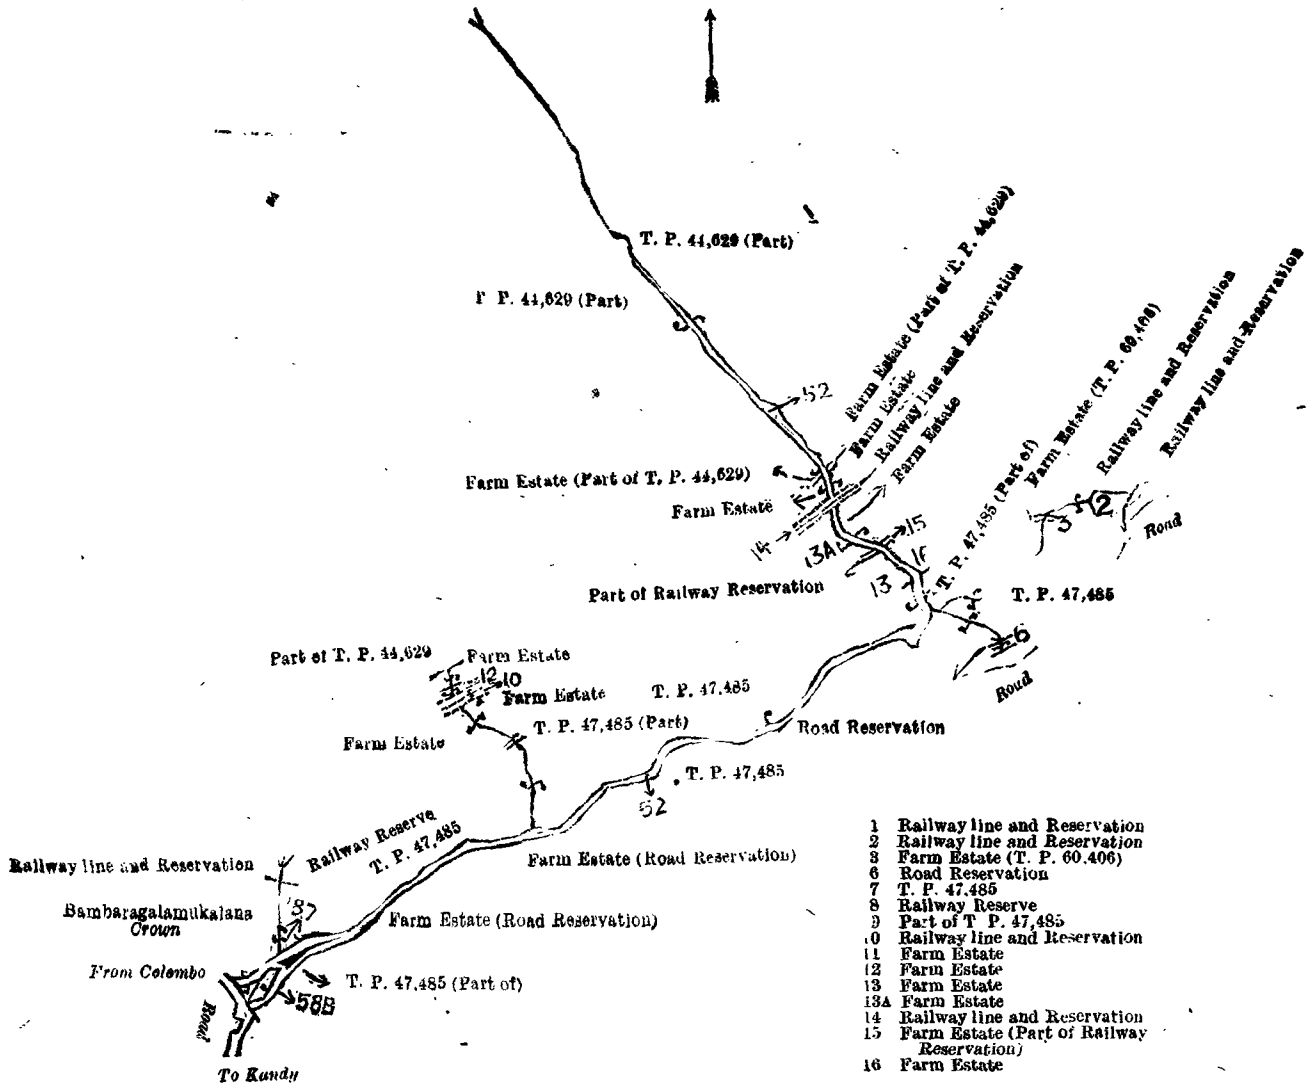 T. P. 44,629 (Part)
P. 44,629 (Part)
52
Farm Estate (Part of T. P. 44,629)
Farm Estate
Railway line and Reservation
Farm Estate
Farm Estate (Part of T. P. 44,629)
Farm Estate
14
13A
15
13
Part of Railway Reservation
T. P. 47,485 (Part of)
Farm Estate (T. P. 60,406)
Railway line and Reservation
Railway line and Reservation
3
2
Road
T. P. 47,485
6
Road
Part of T. P. 44,629
Farm Estate
12
10
Farm Estate
T. P. 47,485
T. P. 47,485 (Part)
Farm Estate
Road Reservation
T. P. 47,485
52
Railway Reserve
T. P. 47,485
Farm Estate (Road Reservation)
Railway line and Reservation
8
7
Bambaragalamukalana
Crown
Farm Estate (Road Reservation)
From Colombo
T. P. 47,485 (Part of)
58B
Road
To Kandy
1 Railway line and Reservation
2 Railway line and Reservation
3 Farm Estate (T. P. 60,406)
6 Road Reservation
7 T. P. 47,485
8 Railway Reserve
9 Part of T P. 47,485
10 Railway line and Reservation
11 Farm Estate
12 Farm Estate
13 Farm Estate
13A Farm Estate
14 Railway line and Reservation
15 Farm Estate (Part of Railway
Reservation)
16 Farm Estate